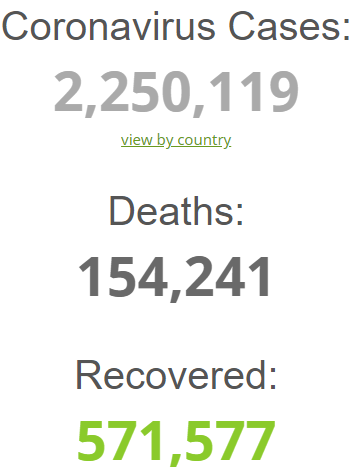 Coronavirus Cases:
2,250,119
view by country
Deaths:
154,241
Recovered:
571,577